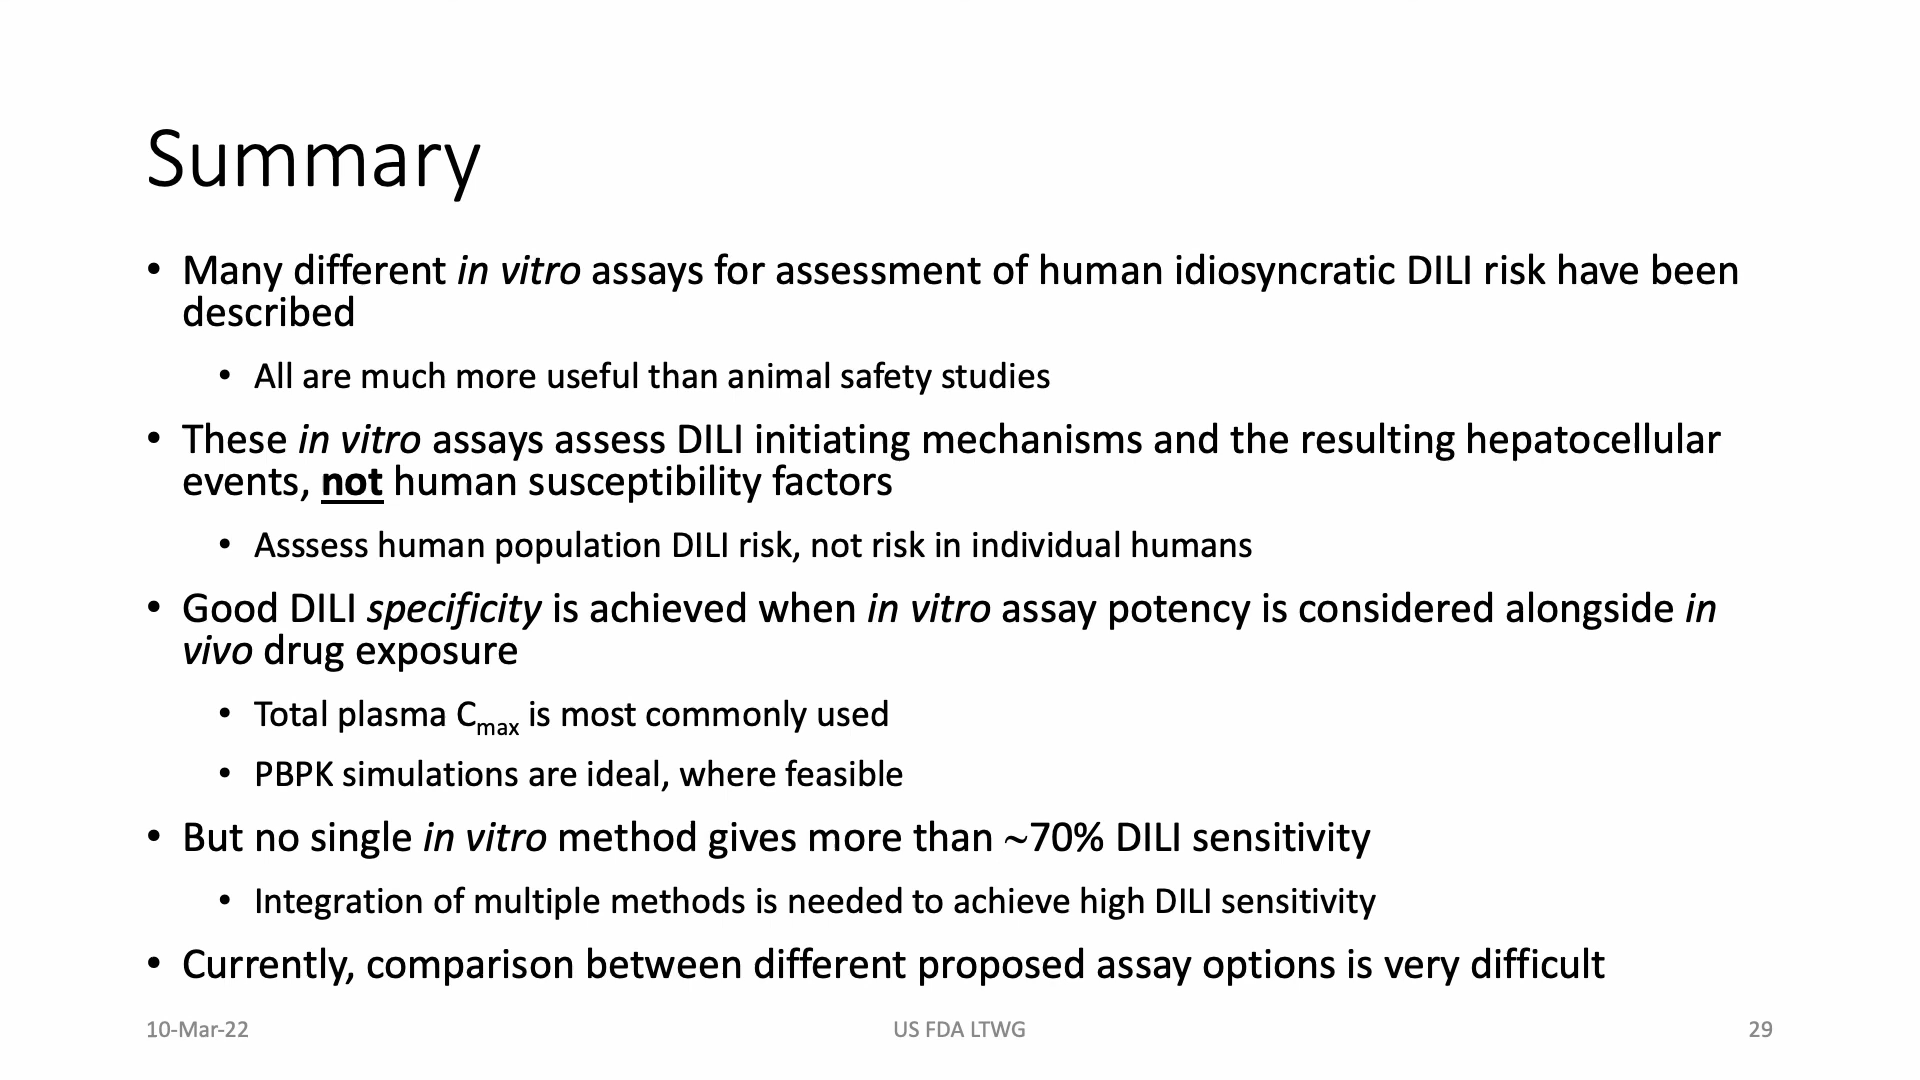 Summary
• Many different in vitro assays for assessment of human idiosyncratic DILI risk have been
described
• All are much more useful than animal safety studies
• These in vitro assays assess DILI initiating mechanisms and the resulting hepatocellular
events, not human susceptibility factors
• Asssess human population DILI risk, not risk in individual humans
• Good DILI specificity is achieved when in vitro assay potency is considered alongside in
vivo drug exposure
• Total plasma Cmax is most commonly used
• PBPK simulations are ideal, where feasible
• But no single in vitro method gives more than ~70% DILI sensitivity
• Integration of multiple methods is needed to achieve high DILI sensitivity
• Currently, comparison between different proposed assay options is very difficult
10-Mar-22
US FDA LTWG
29